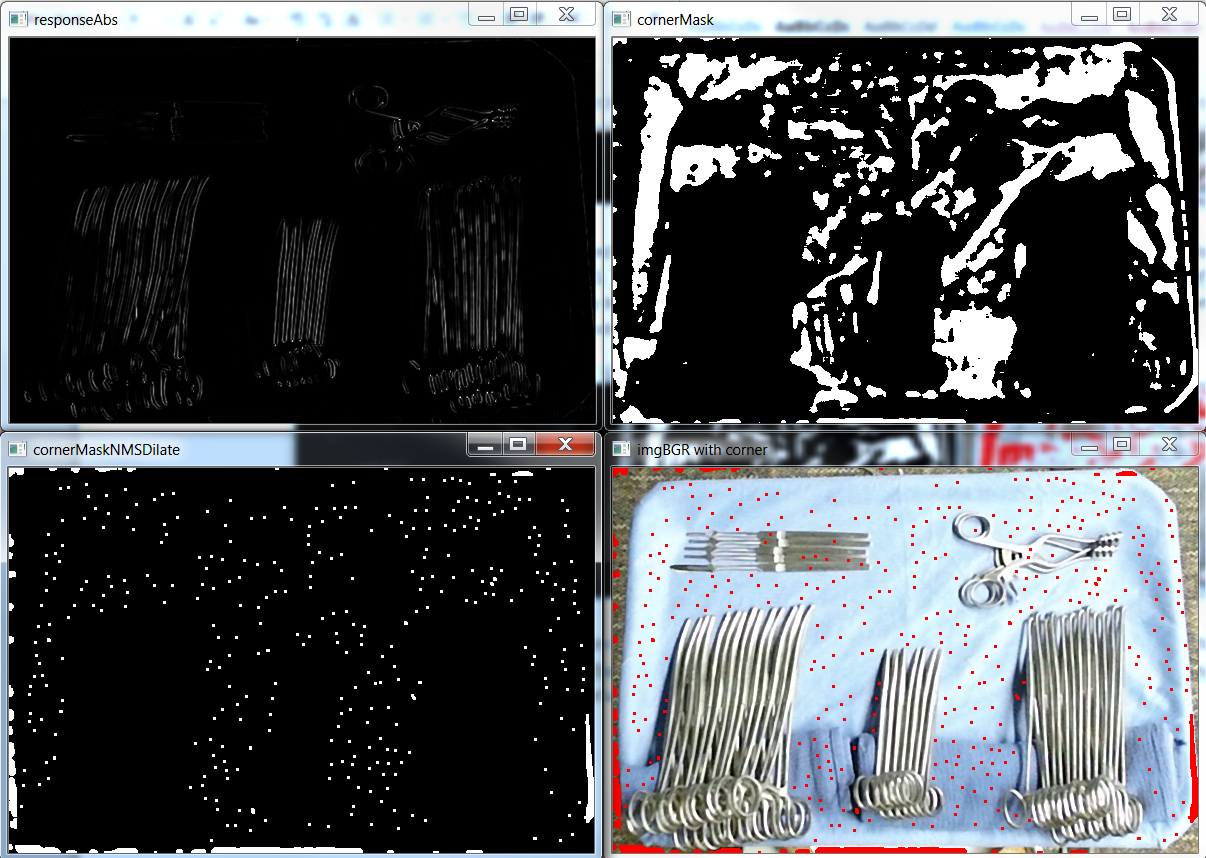 responseAbs
cornerMask
cornerMaskNMSDilate
imgBGR with corner